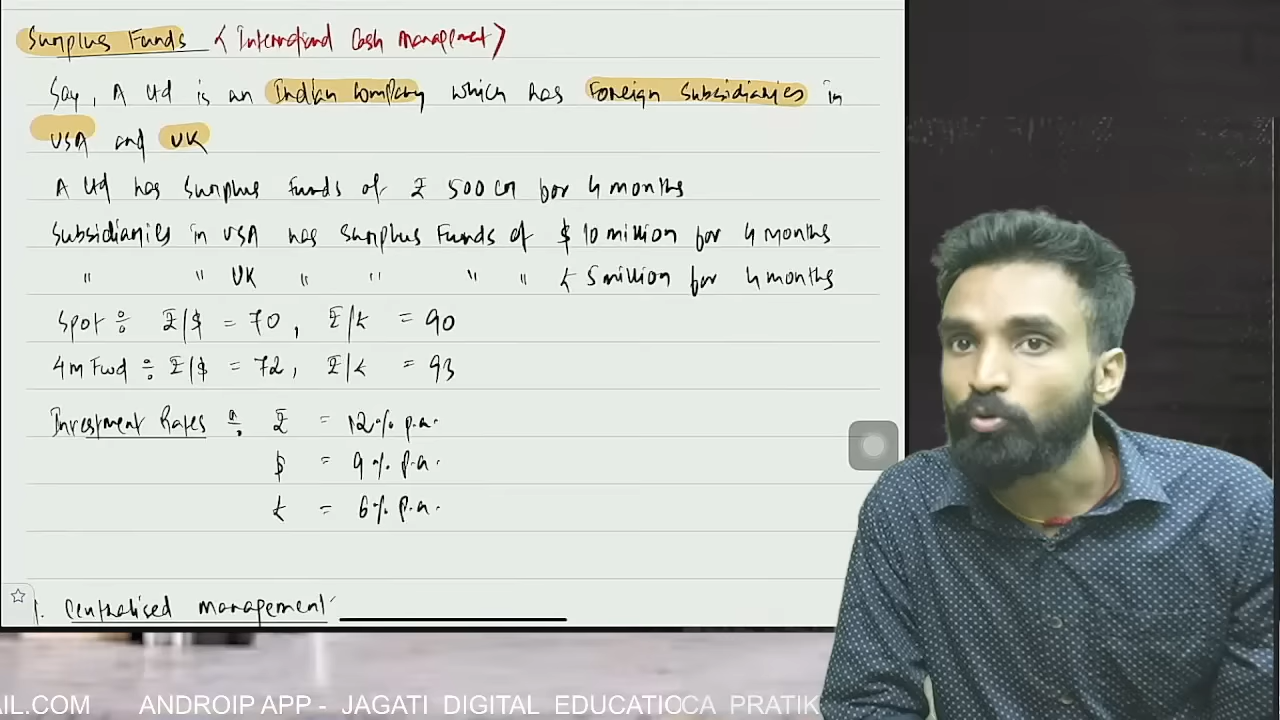 Surplus Funds (International Cash Management)
Say, A Ltd is an Indian Company which has Foreign Subsidiaries in
USA and UK
A Ltd has Surplus Funds of ₹ 500 cr for 4 months
Subsidiaries in USA has Surplus Funds of $ 10 million for 4 months
" " UK " " " " £ 5 million for 4 months
Spot ÷ ₹/$ = 70, ₹/£ = 90
4m Fwd ÷ ₹/$ = 72, ₹/£ = 93
Investment Rates ÷ ₹ = 12% p.a.
$ = 9% p.a.
£ = 6% p.a.
1. Centralised management
IL.COM ANDROIP APP - JAGATI DIGITAL EDUCATIOCA PRATIK